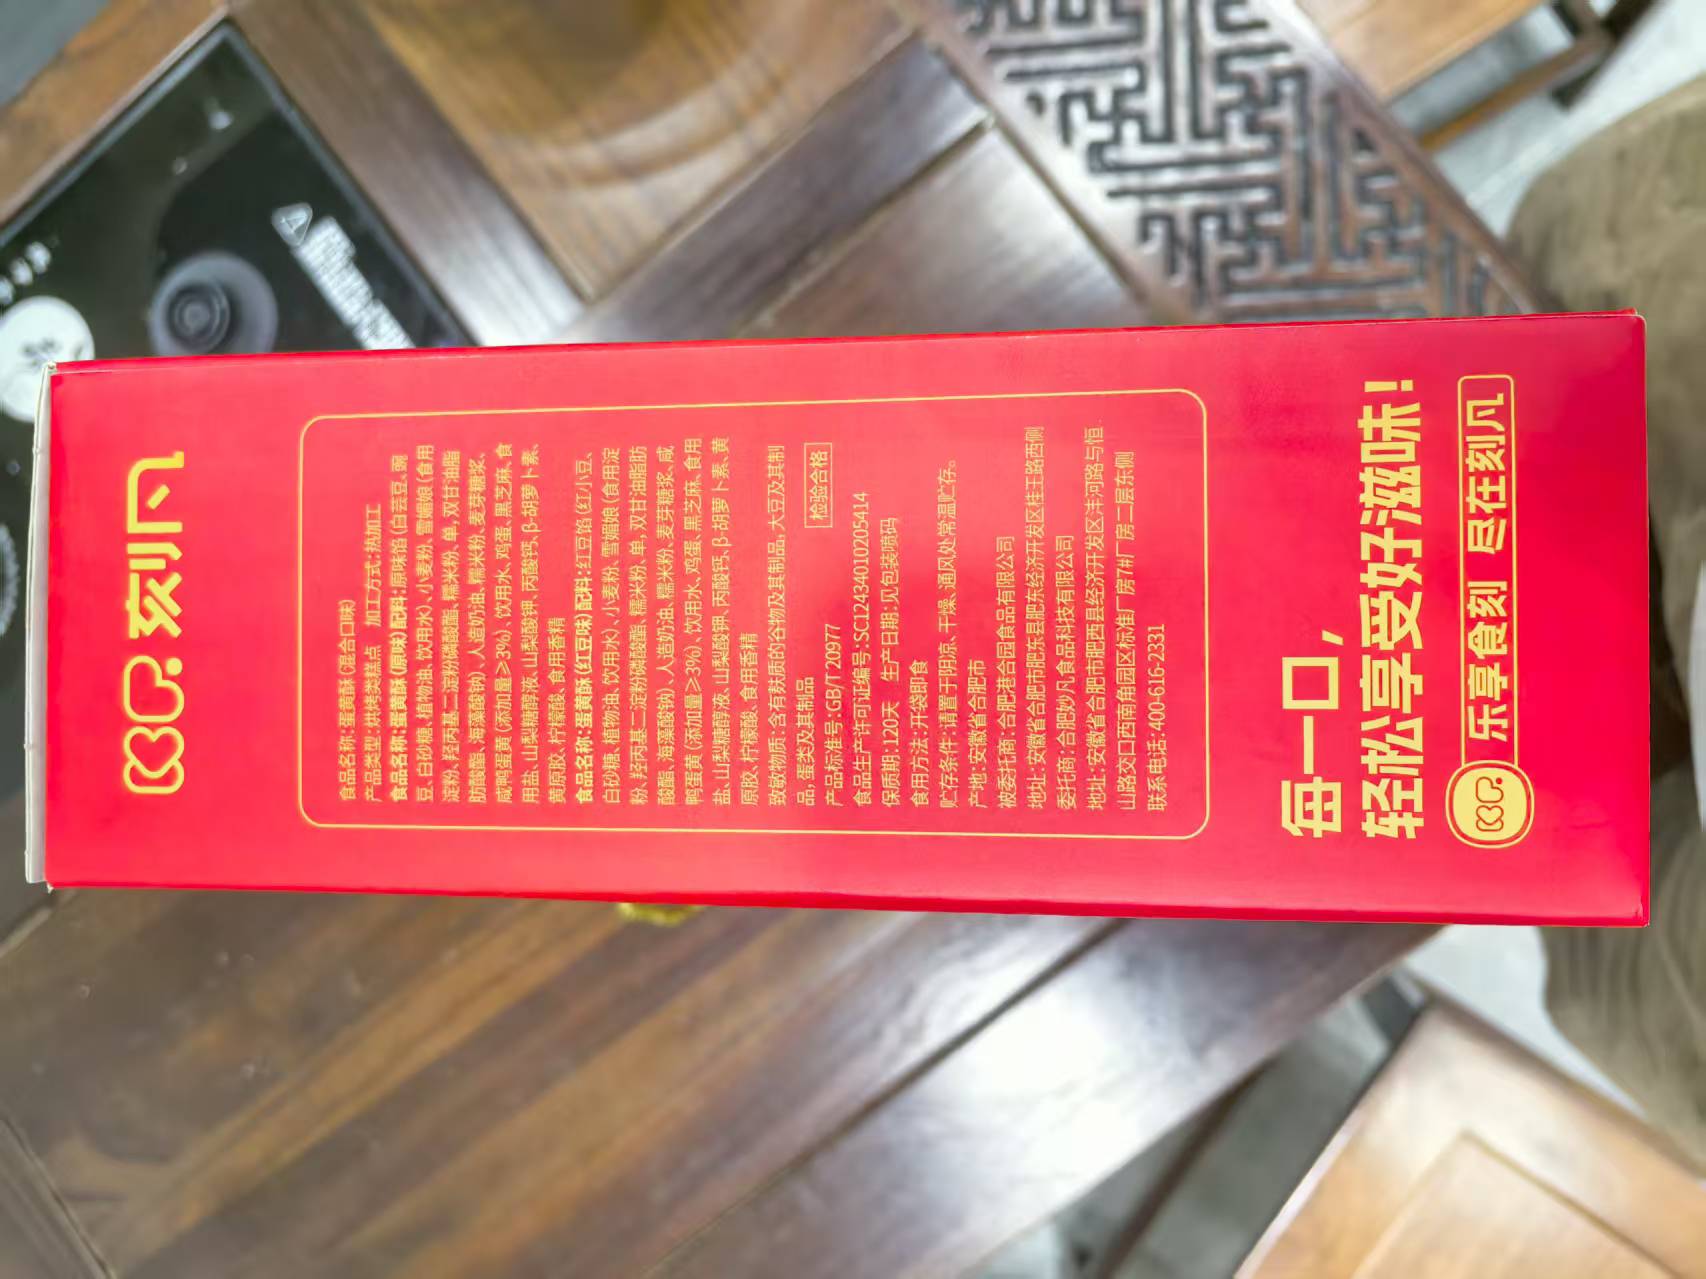 刻凡
食品名称:蛋黄酥(混合口味)
产品类型:烘烤类糕点 加工方式:热加工
食品名称:蛋黄酥(原味)配料:原味馅(白芸豆、豌
豆、白砂糖、植物油、饮用水)、小麦粉、雪媚娘(食用
淀粉、羟丙基二淀粉磷酸酯、糯米粉、单,双甘油脂
肪酸酯、海藻酸钠)、人造奶油、糯米粉、麦芽糖浆、
咸鸭蛋黄(添加量≥3%)、饮用水、鸡蛋、黑芝麻、食
用盐、山梨糖醇液、山梨酸钾、丙酸钙、β-胡萝卜素、
黄原胶、柠檬酸、食用香精
食品名称:蛋黄酥(红豆味)配料:红豆馅(红小豆、
白砂糖、植物油、饮用水)、小麦粉、雪媚娘(食用淀
粉、羟丙基二淀粉磷酸酯、糯米粉、单,双甘油脂肪
酸酯、海藻酸钠)、人造奶油、糯米粉、麦芽糖浆、咸
鸭蛋黄(添加量≥3%)、饮用水、鸡蛋、黑芝麻、食用
盐、山梨糖醇液、山梨酸钾、丙酸钙、β-胡萝卜素、黄
原胶、柠檬酸、食用香精
致敏物质:含有麸质的谷物及其制品,大豆及其制
品,蛋类及其制品
检验合格
产品标准号:GB/T20977
食品生产许可证编号:SC12434010205414
保质期:120天 生产日期:见包装喷码
食用方法:开袋即食
贮存条件:请置于阴凉、干燥、通风处常温贮存。
产地:安徽省合肥市
被委托商:合肥港合园食品有限公司
地址:安徽省合肥市肥东县肥东经济开发区桂王路西侧
委托商:合肥妙凡食品科技有限公司
地址:安徽省合肥市肥西县经济开发区沣河路与恒
山路交口西南角园区标准厂房7#厂房二层东侧
联系电话:400-616-2331
每一口,
轻松享受好滋味!
乐享食刻 尽在刻凡